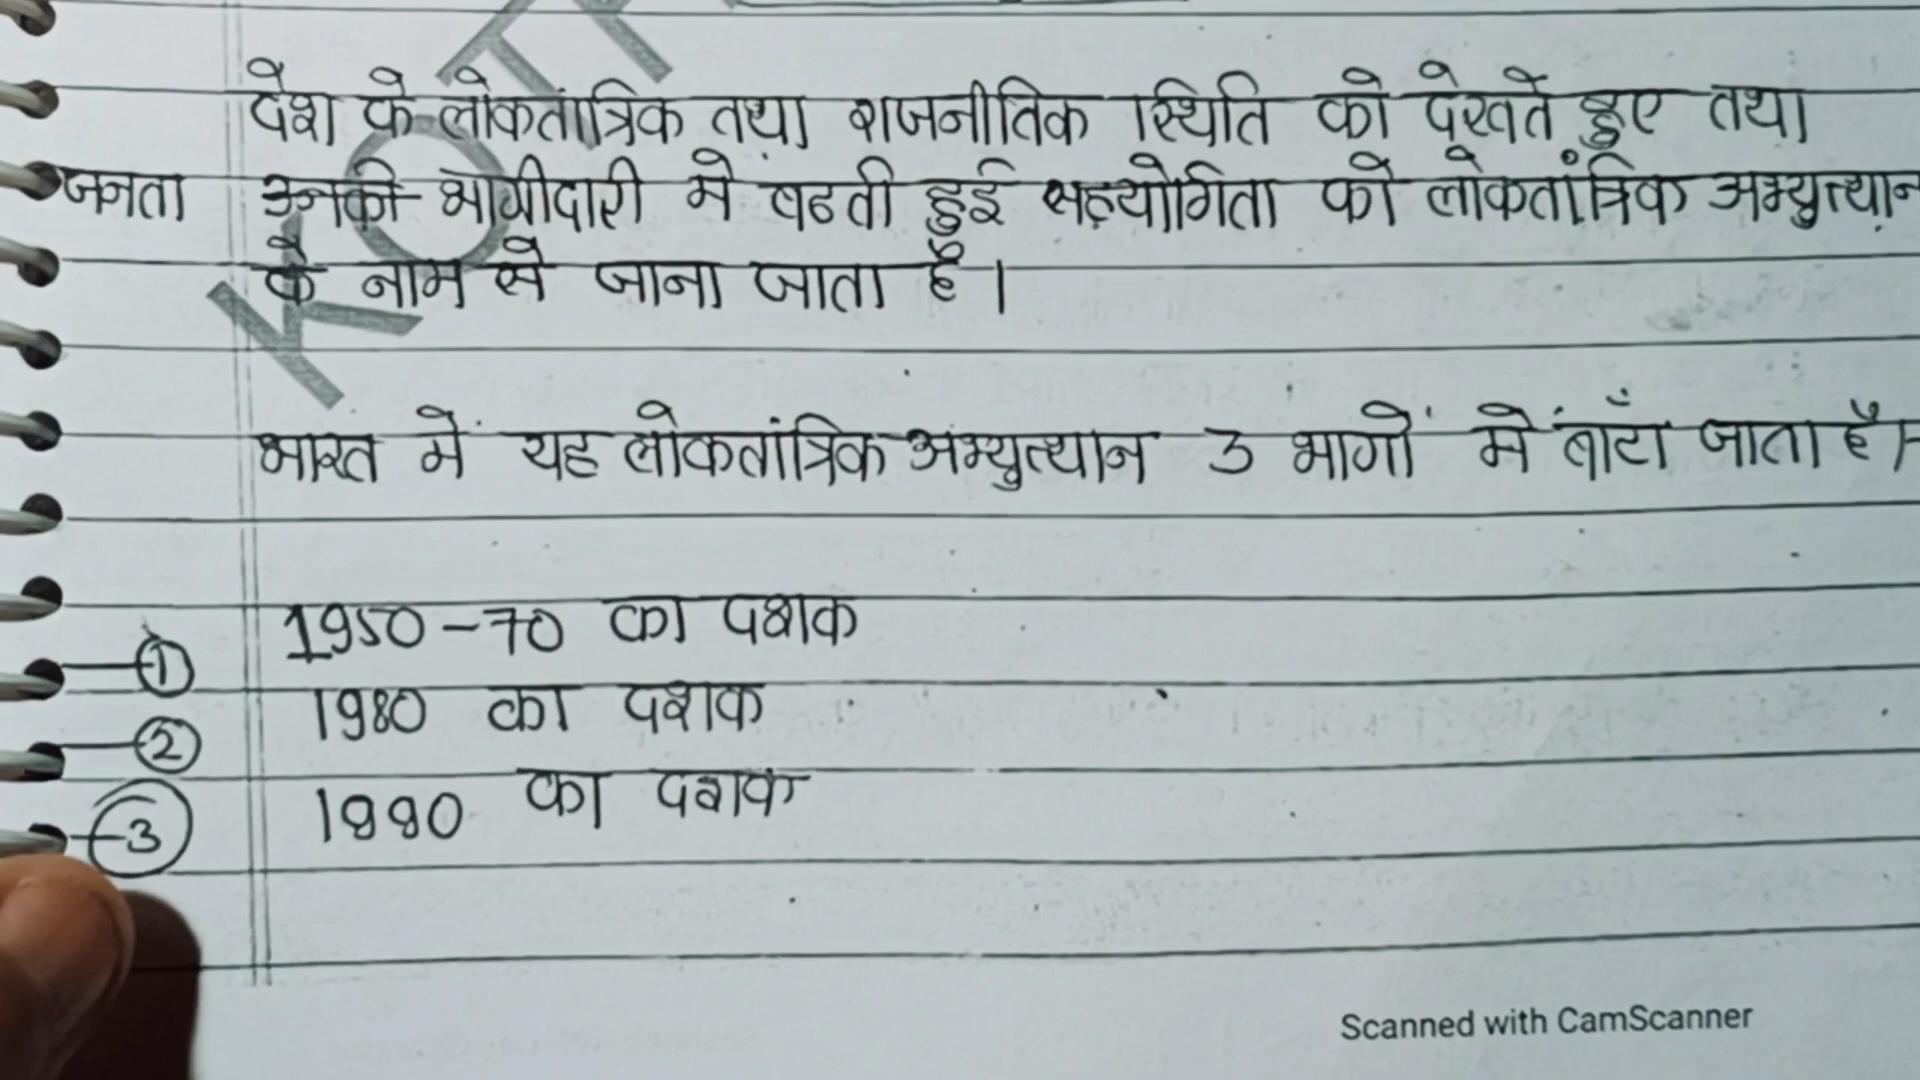 देश के लोकतांत्रिक तथा राजनीतिक स्थिति को देखते हुए तथा
जनता उनकी भागीदारी मे बढती हुई सहयोगिता को लोकतांत्रिक अभ्युत्थान
के नाम से जाना जाता है।
भारत में यह लोकतांत्रिक अभ्युत्थान 3 भागों में बाँटा जाता है।
① 1950-70 का दशक
② 1980 का दशक
③ 1990 का दशक
Scanned with CamScanner